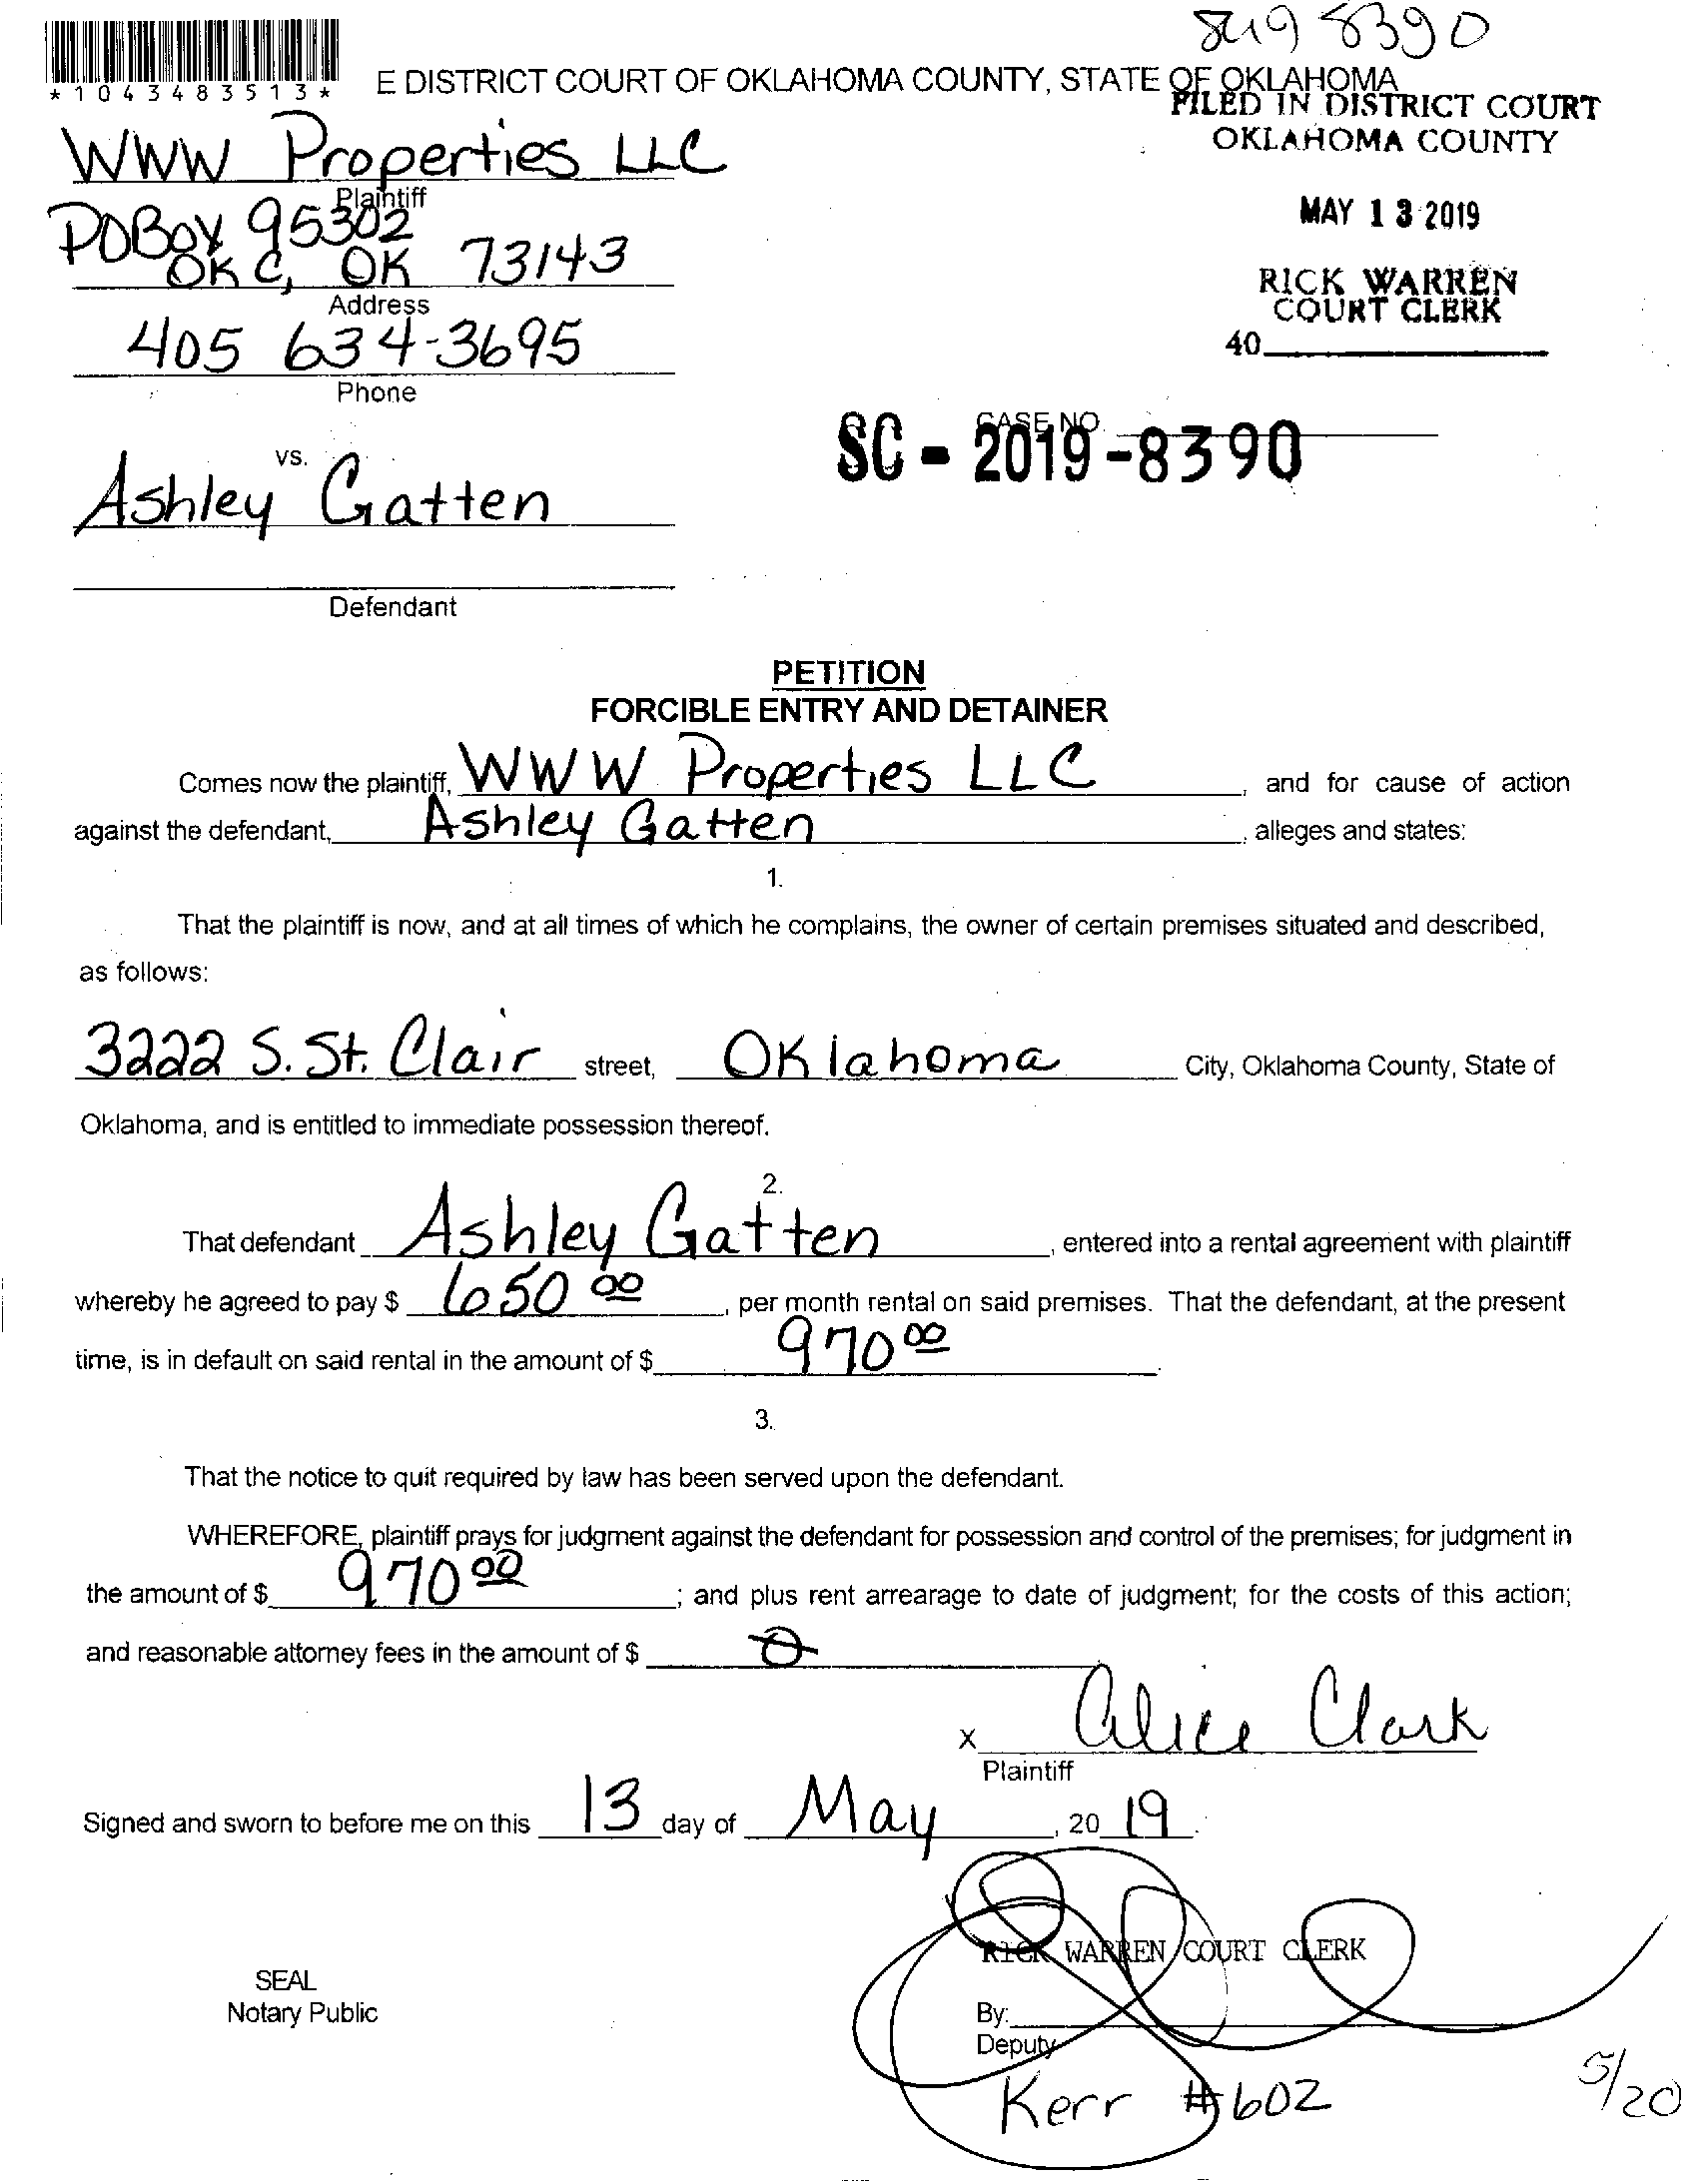 8419 8390
*1043483513*
E DISTRICT COURT OF OKLAHOMA COUNTY, STATE OF OKLAHOMA
FILED IN DISTRICT COURT
OKLAHOMA COUNTY
WWW Properties LLC
Plaintiff
MAY 13 2019
POBox 95302
OKC, OK 73143
Address
RICK WARREN
COURT CLERK
405 634-3695
40
Phone
CASE NO.
SC - 2019-8390
vs.
Ashley Gatten
Defendant
PETITION
FORCIBLE ENTRY AND DETAINER
Comes now the plaintiff, WWW Properties LLC, and for cause of action
against the defendant, Ashley Gatten, alleges and states:
1.
That the plaintiff is now, and at all times of which he complains, the owner of certain premises situated and described,
as follows:
3222 S. St. Clair street, Oklahoma City, Oklahoma County, State of
Oklahoma, and is entitled to immediate possession thereof.
2.
That defendant Ashley Gatten, entered into a rental agreement with plaintiff
whereby he agreed to pay $ 650 00, per month rental on said premises. That the defendant, at the present
time, is in default on said rental in the amount of $ 970 00.
3.
That the notice to quit required by law has been served upon the defendant.
WHEREFORE, plaintiff prays for judgment against the defendant for possession and control of the premises; for judgment in
the amount of $ 970 00; and plus rent arrearage to date of judgment; for the costs of this action;
and reasonable attorney fees in the amount of $ 0
x Alice Clark
Plaintiff
Signed and sworn to before me on this 13 day of May, 2019.
RICK WARREN COURT CLERK
SEAL
Notary Public
By:
Deputy
Kerr #602
5/20